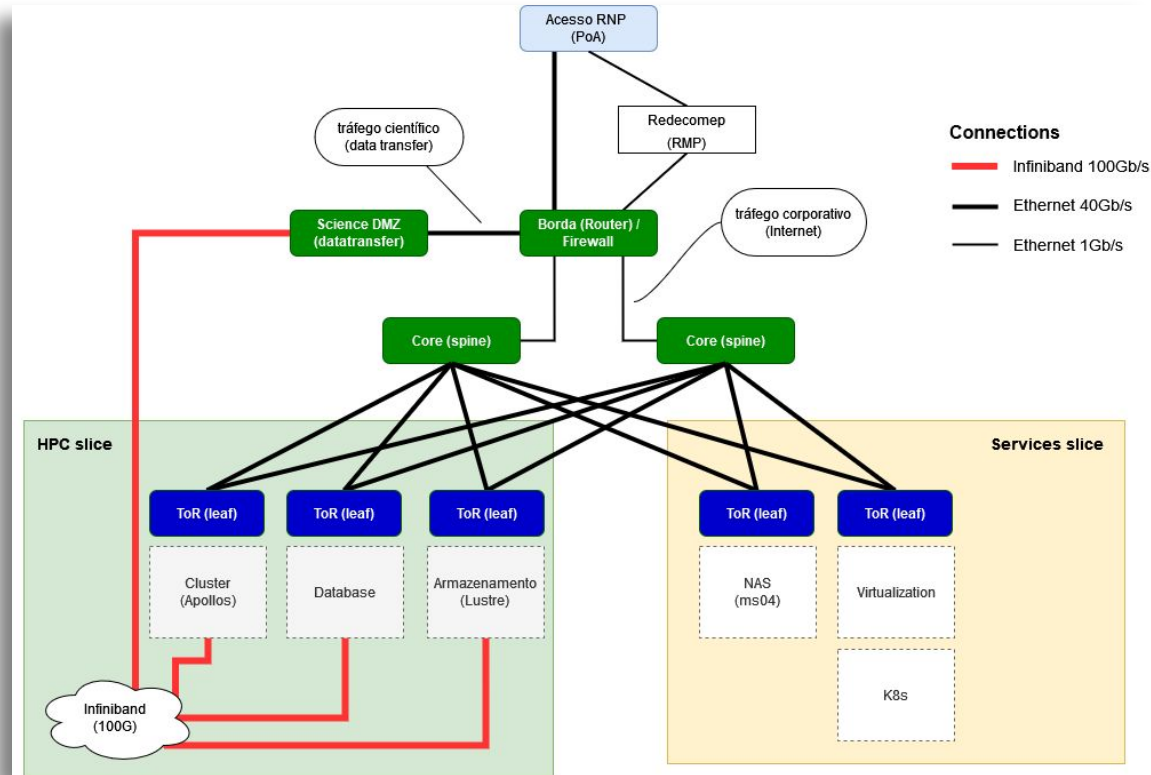 Acesso RNP
(PoA)
tráfego científico
(data transfer)
Redecomep
(RMP)
Connections
Infiniband 100Gb/s
Ethernet 40Gb/s
Ethernet 1Gb/s
Science DMZ
(datatransfer)
Borda (Router) /
Firewall
tráfego corporativo
(Internet)
Core (spine)
Core (spine)
HPC slice
Services slice
ToR (leaf)
ToR (leaf)
ToR (leaf)
ToR (leaf)
ToR (leaf)
Cluster
(Apollos)
Database
Armazenamento
(Lustre)
NAS
(ms04)
Virtualization
K8s
Infiniband
(100G)